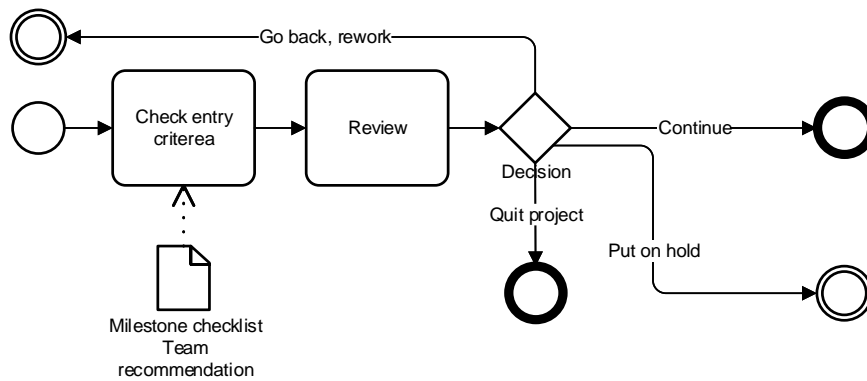 Go back, rework
Check entry
criterea
Review
Continue
Decision
Quit project
Put on hold
Milestone checklist
Team
recommendation